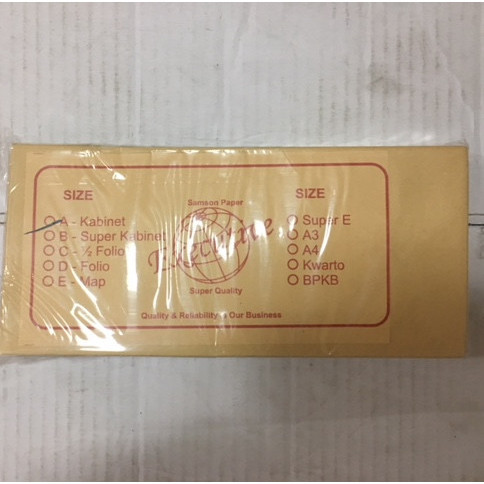 SIZE
A - Kabinet
B - Super Kabinet
C - ½ Folio
D - Folio
E - Map
Samson Paper
Executive
Super Quality
SIZE
Super E
A3
A4
Kwarto
BPKB
Quality & Reliability is Our Business